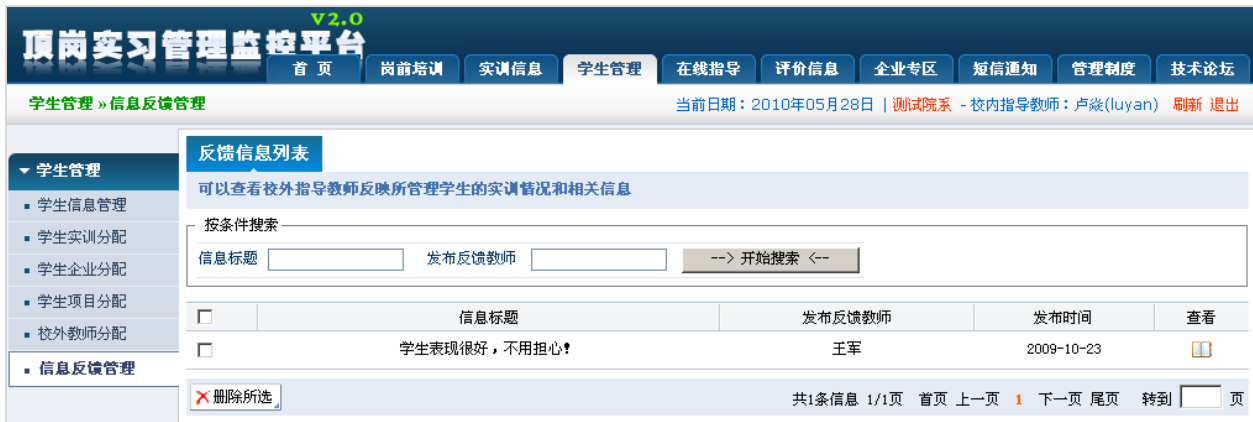 V2.0
顶岗实习管理监控平台
首 页 岗前培训 实训信息 学生管理 在线指导 评价信息 企业专区 短信通知 管理制度 技术论坛
学生管理 » 信息反馈管理 当前日期：2010年05月28日 | 测试院系 - 校内指导教师：卢焱(luyan) 刷新 退出
学生管理
学生信息管理
学生实训分配
学生企业分配
学生项目分配
校外教师分配
信息反馈管理
反馈信息列表
可以查看校外指导教师反映所管理学生的实训情况和相关信息
按条件搜索
信息标题 发布反馈教师 --> 开始搜索 <--
信息标题 发布反馈教师 发布时间 查看
学生表现很好，不用担心! 王军 2009-10-23
删除所选 共1条信息 1/1页 首页 上一页 1 下一页 尾页 转到 页